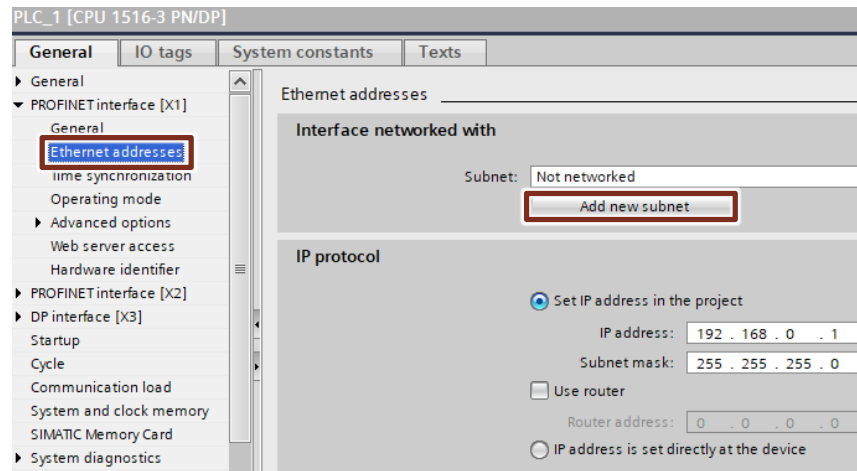 PLC_1 [CPU 1516-3 PN/DP]
General IO tags System constants Texts
General
PROFINET interface [X1]
General
Ethernet addresses
Time synchronization
Operating mode
Advanced options
Web server access
Hardware identifier
PROFINET interface [X2]
DP interface [X3]
Startup
Cycle
Communication load
System and clock memory
SIMATIC Memory Card
System diagnostics
Ethernet addresses
Interface networked with
Subnet: Not networked
Add new subnet
IP protocol
Set IP address in the project
IP address: 192 . 168 . 0 . 1
Subnet mask: 255 . 255 . 255 . 0
Use router
Router address: 0 . 0 . 0 . 0
IP address is set directly at the device